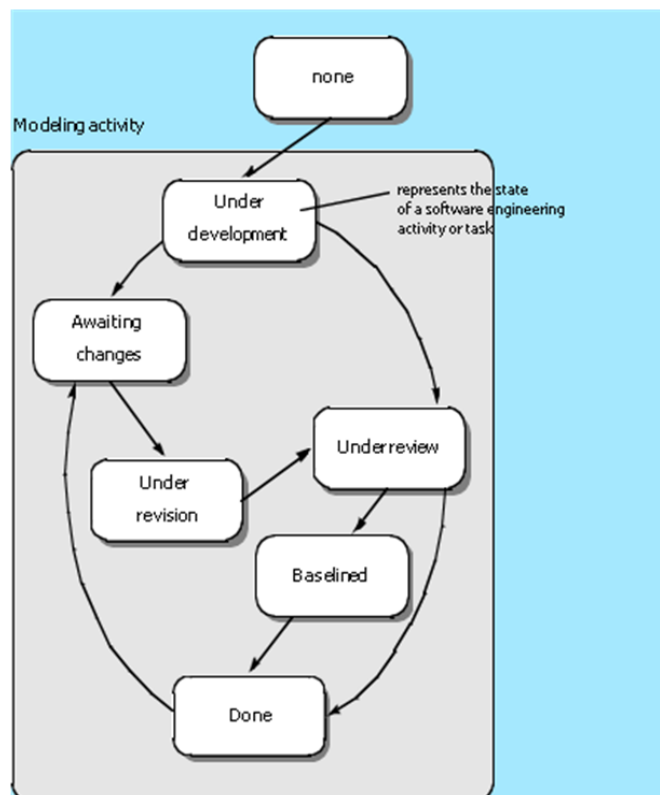 none
Modeling activity
represents the state
of a software engineering
activity or task
Under
development
Awaiting
changes
Under review
Under
revision
Baselined
Done